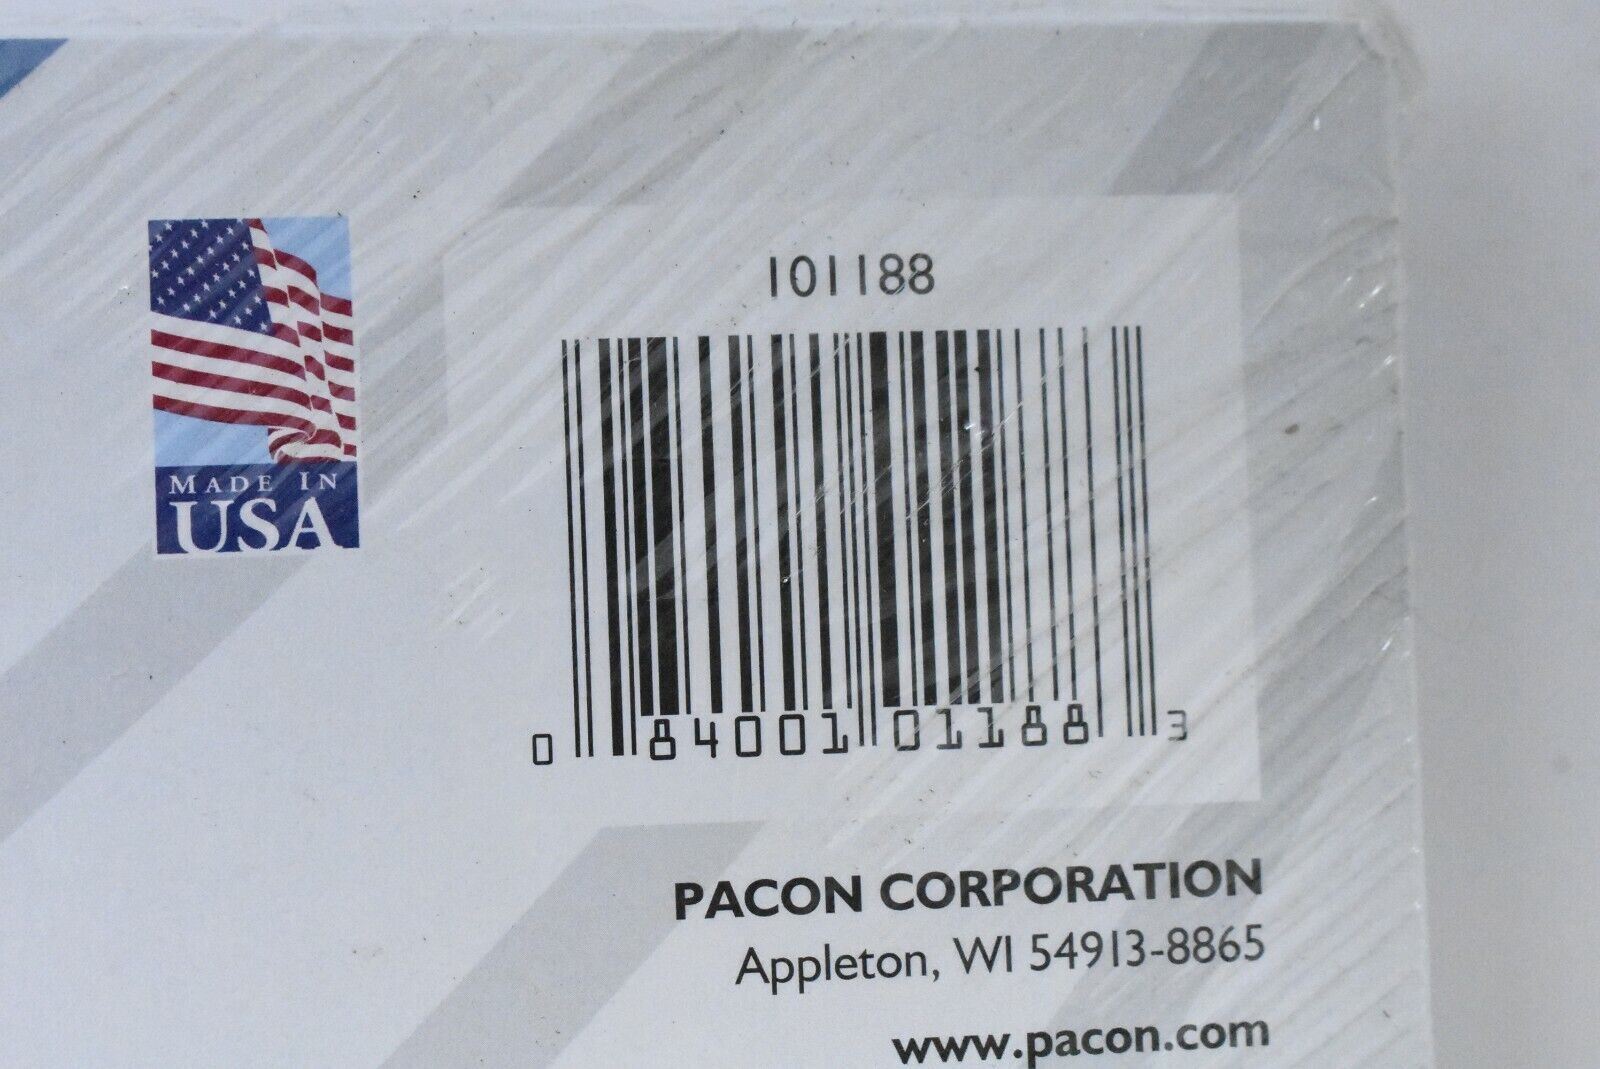 MADE IN
USA
101188
0 84001 01188 3
PACON CORPORATION
Appleton, WI 54913-8865
www.pacon.com